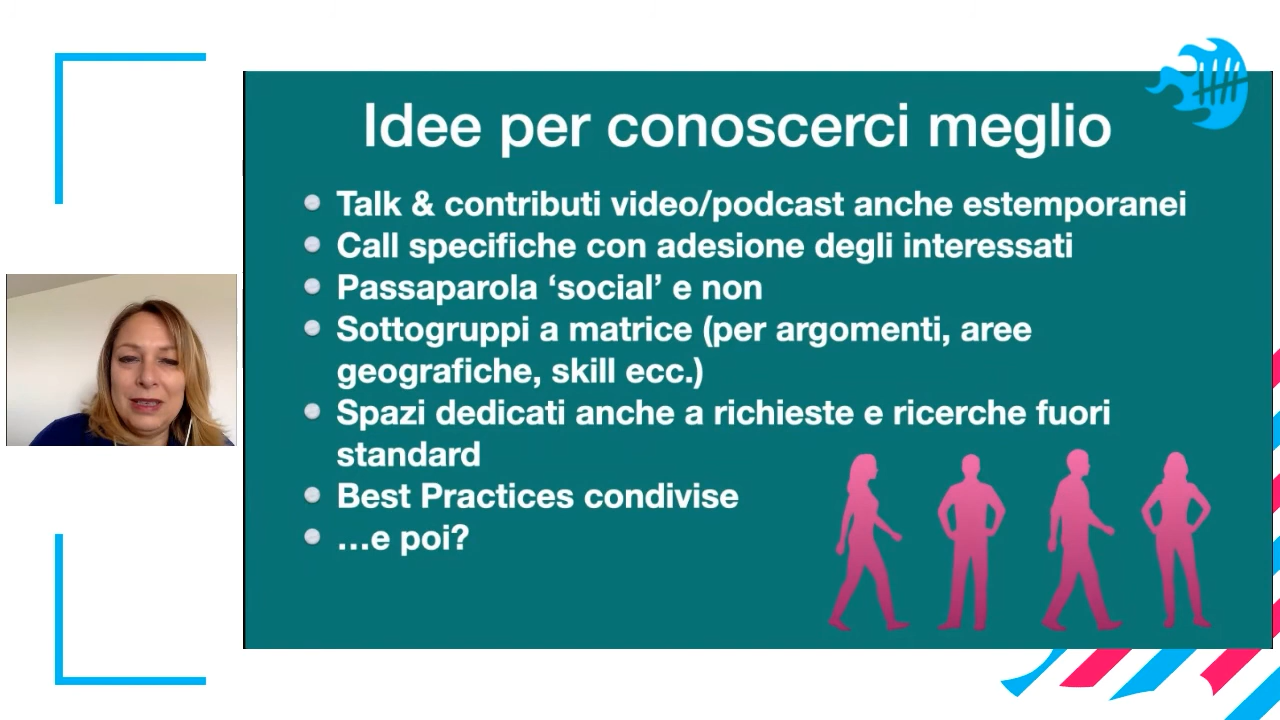 Idee per conoscerci meglio
Talk & contributi video/podcast anche estemporanei
Call specifiche con adesione degli interessati
Passaparola ‘social’ e non
Sottogruppi a matrice (per argomenti, aree
geografiche, skill ecc.)
Spazi dedicati anche a richieste e ricerche fuori
standard
Best Practices condivise
…e poi?